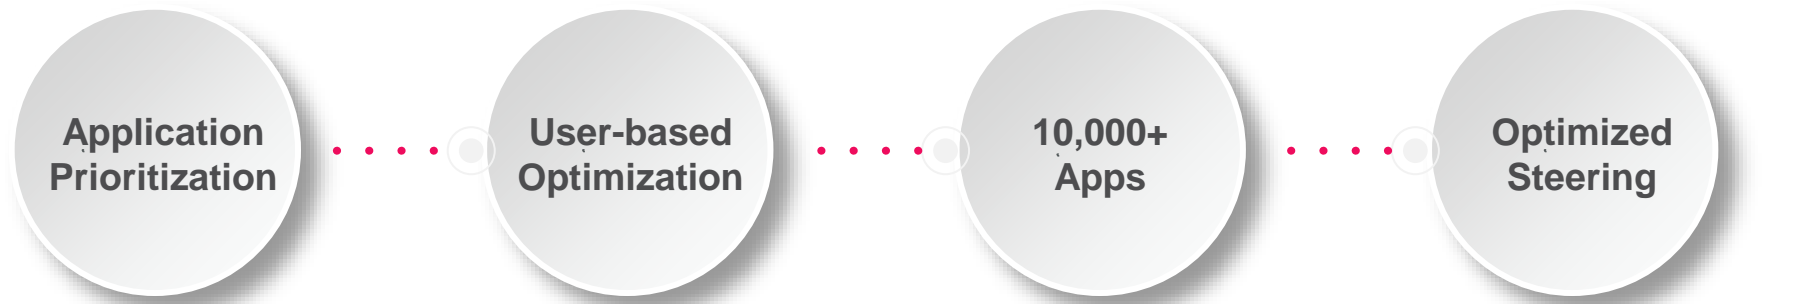 Application
Prioritization
User-based
Optimization
10,000+
Apps
Optimized
Steering